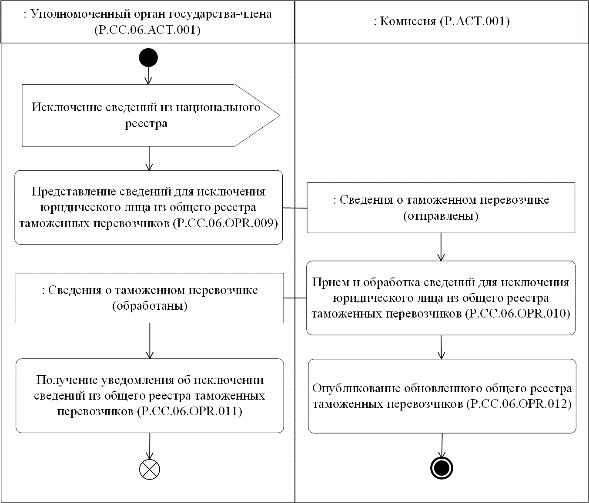 : Уполномоченный орган государства-члена
(P.CC.06.ACT.001)
: Комиссия (P.ACT.001)
Исключение сведений из национального
реестра
Представление сведений для исключения
юридического лица из общего реестра
таможенных перевозчиков (P.CC.06.OPR.009)
: Сведения о таможенном перевозчике
(отправлены)
Прием и обработка сведений для исключения
юридического лица из общего реестра
таможенных перевозчиков (P.CC.06.OPR.010)
: Сведения о таможенном перевозчике
(обработаны)
Получение уведомления об исключении
сведений из общего реестра таможенных
перевозчиков (P.CC.06.OPR.011)
Опубликование обновленного общего реестра
таможенных перевозчиков (P.CC.06.OPR.012)